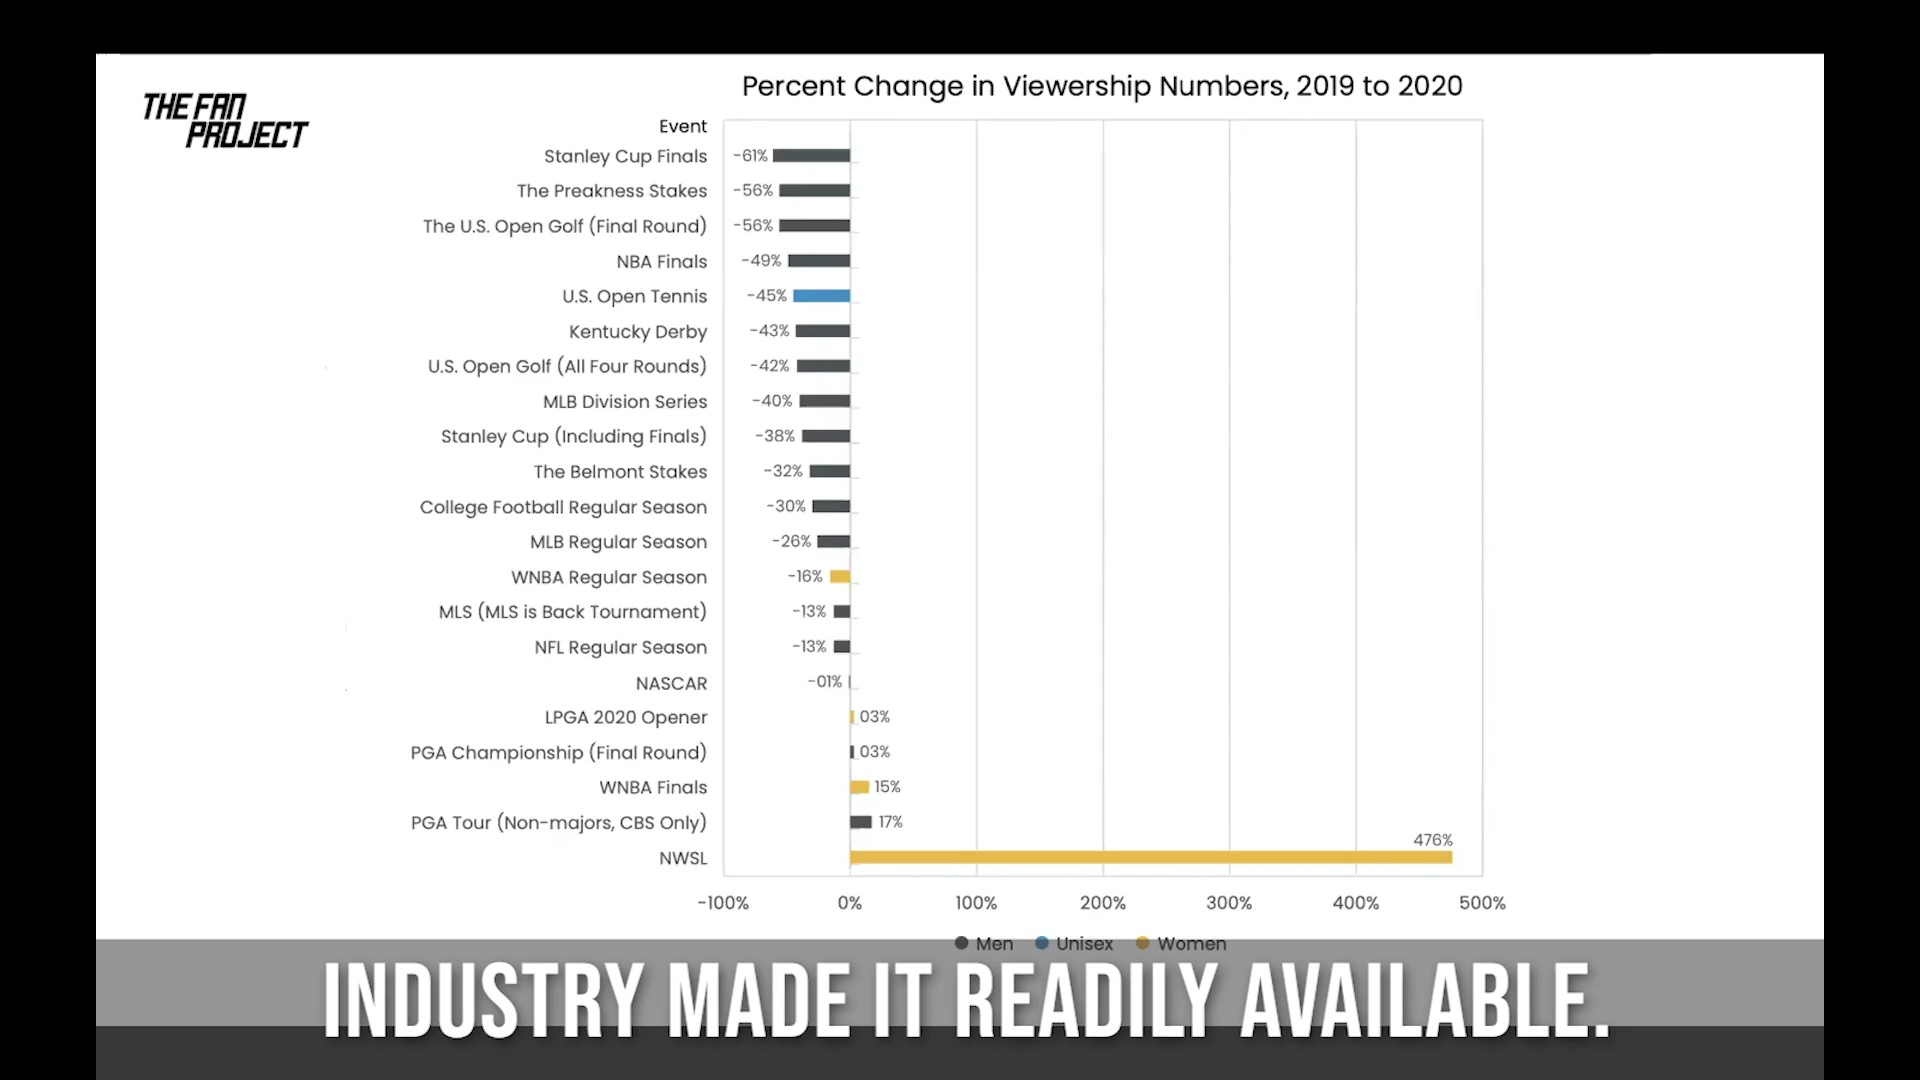 THE FAN
PROJECT
Percent Change in Viewership Numbers, 2019 to 2020
Event
Stanley Cup Finals -61%
The Preakness Stakes -56%
The U.S. Open Golf (Final Round) -56%
NBA Finals -49%
U.S. Open Tennis -45%
Kentucky Derby -43%
U.S. Open Golf (All Four Rounds) -42%
MLB Division Series -40%
Stanley Cup (Including Finals) -38%
The Belmont Stakes -32%
College Football Regular Season -30%
MLB Regular Season -26%
WNBA Regular Season -16%
MLS (MLS is Back Tournament) -13%
NFL Regular Season -13%
NASCAR -01%
LPGA 2020 Opener 03%
PGA Championship (Final Round) 03%
WNBA Finals 15%
PGA Tour (Non-majors, CBS Only) 17%
NWSL 476%
-100% 0% 100% 200% 300% 400% 500%
Men Unisex Women
INDUSTRY MADE IT READILY AVAILABLE.